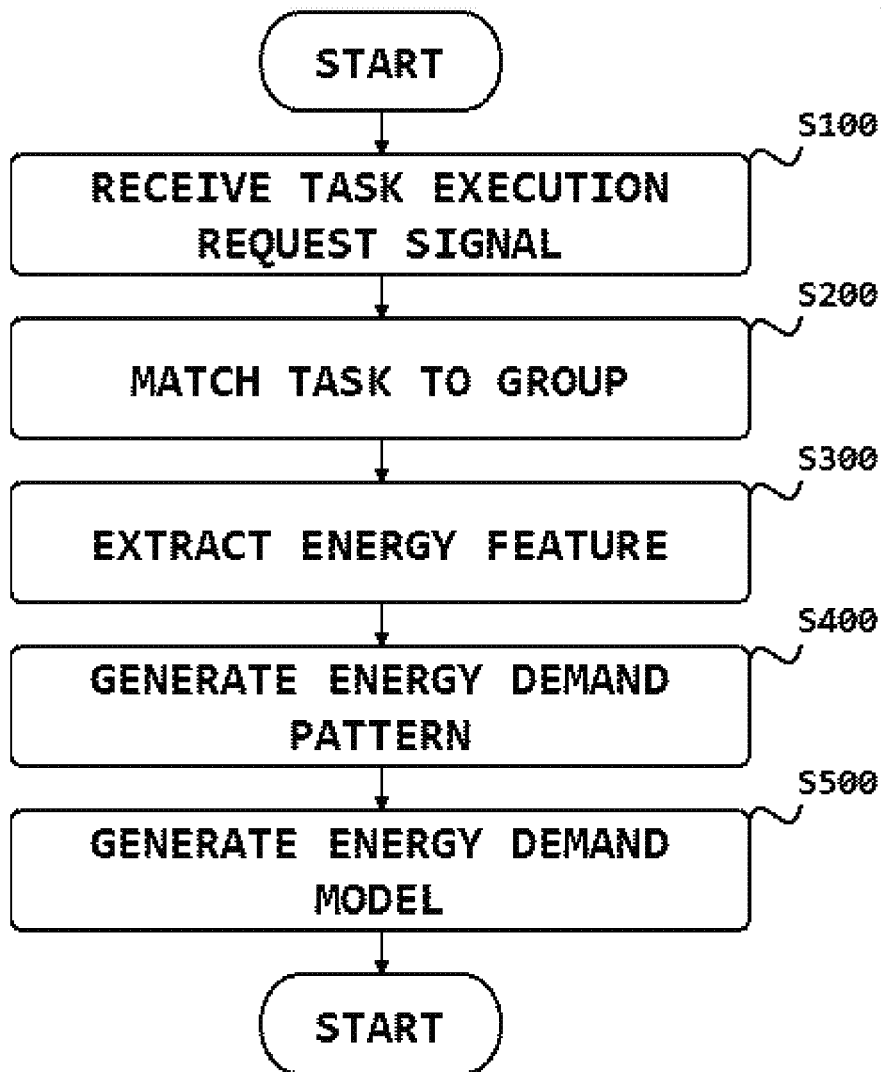 START
S100
RECEIVE TASK EXECUTION
REQUEST SIGNAL
S200
MATCH TASK TO GROUP
S300
EXTRACT ENERGY FEATURE
S400
GENERATE ENERGY DEMAND
PATTERN
S500
GENERATE ENERGY DEMAND
MODEL
START